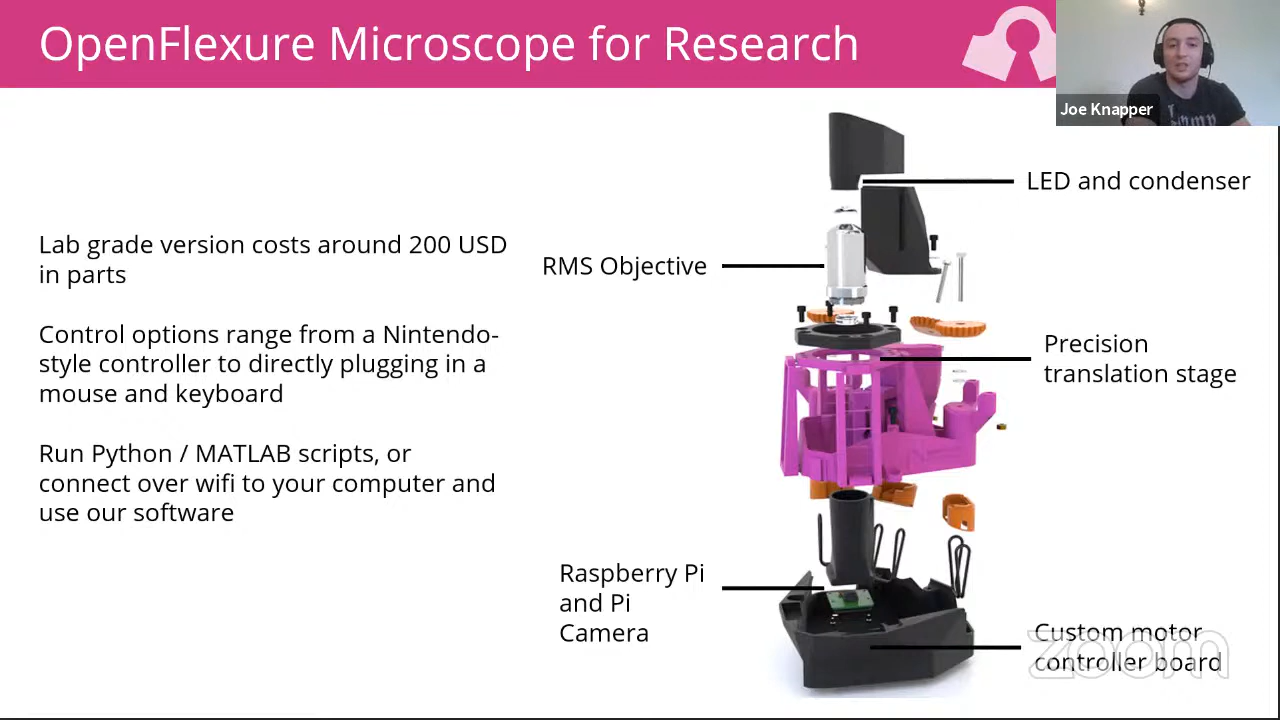 OpenFlexure Microscope for Research
Joe Knapper
Lab grade version costs around 200 USD
in parts
Control options range from a Nintendo-
style controller to directly plugging in a
mouse and keyboard
Run Python / MATLAB scripts, or
connect over wifi to your computer and
use our software
LED and condenser
RMS Objective
Precision
translation stage
Raspberry Pi
and Pi
Camera
Custom motor
controller board
zoom